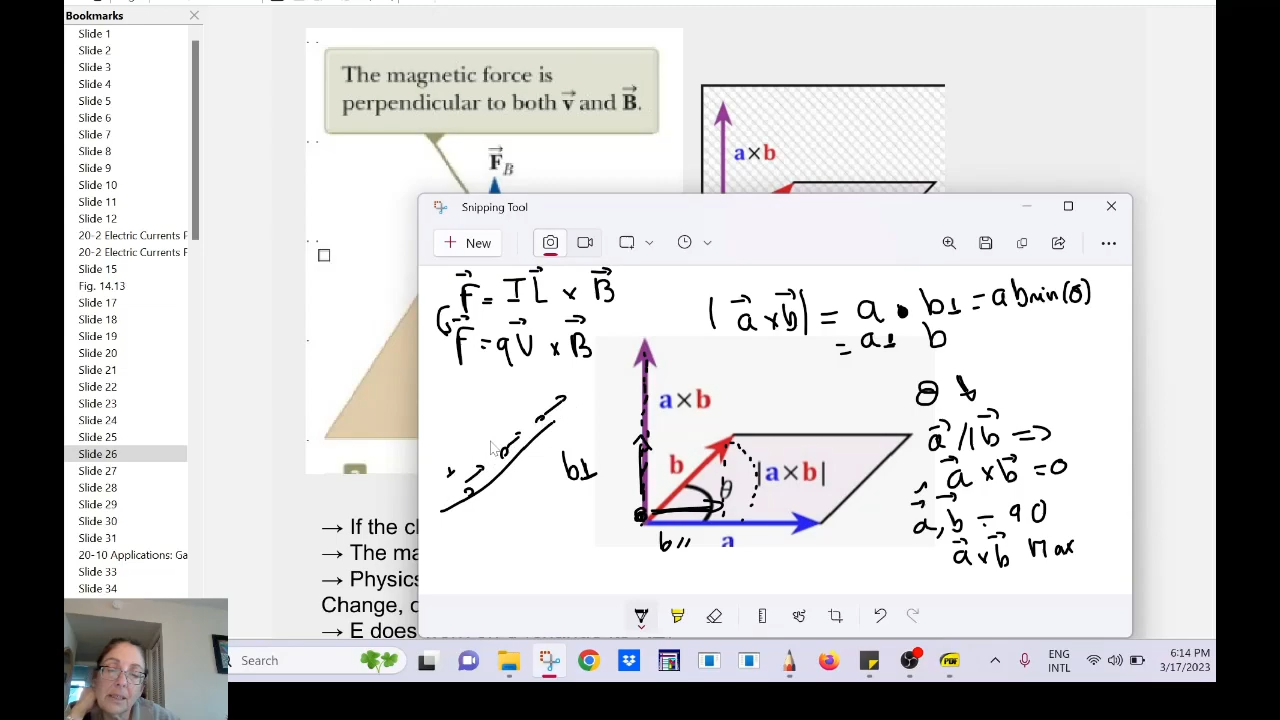 Bookmarks
Slide 1
Slide 2
Slide 3
Slide 4
Slide 5
Slide 6
Slide 7
Slide 8
Slide 9
Slide 10
Slide 11
Slide 12
20-2 Electric Currents F
20-2 Electric Currents F
Slide 15
Fig. 14.13
Slide 17
Slide 18
Slide 19
Slide 20
Slide 21
Slide 22
Slide 23
Slide 24
Slide 25
Slide 26
Slide 27
Slide 28
Slide 29
Slide 30
Slide 31
20-10 Applications: Ga
Slide 33
Slide 34
The magnetic force is
perpendicular to both v⃗ and B⃗.
F⃗_B
a×b
→ If the c
→ The ma
→ Physics
Change, c
→ E does
Snipping Tool
New
F⃗ = I L⃗ × B⃗
F⃗ = q V⃗ × B⃗
| a⃗ × b⃗ | = a • b⊥ = a b sin(θ)
= a⊥ b
a×b
b
θ
|a×b|
b⊥
b//
a
θ
a⃗ // b⃗ =>
a⃗ × b⃗ = 0
a⃗, b⃗ = 90
a⃗ × b⃗ Max
Search
ENG
INTL
6:14 PM
3/17/2023